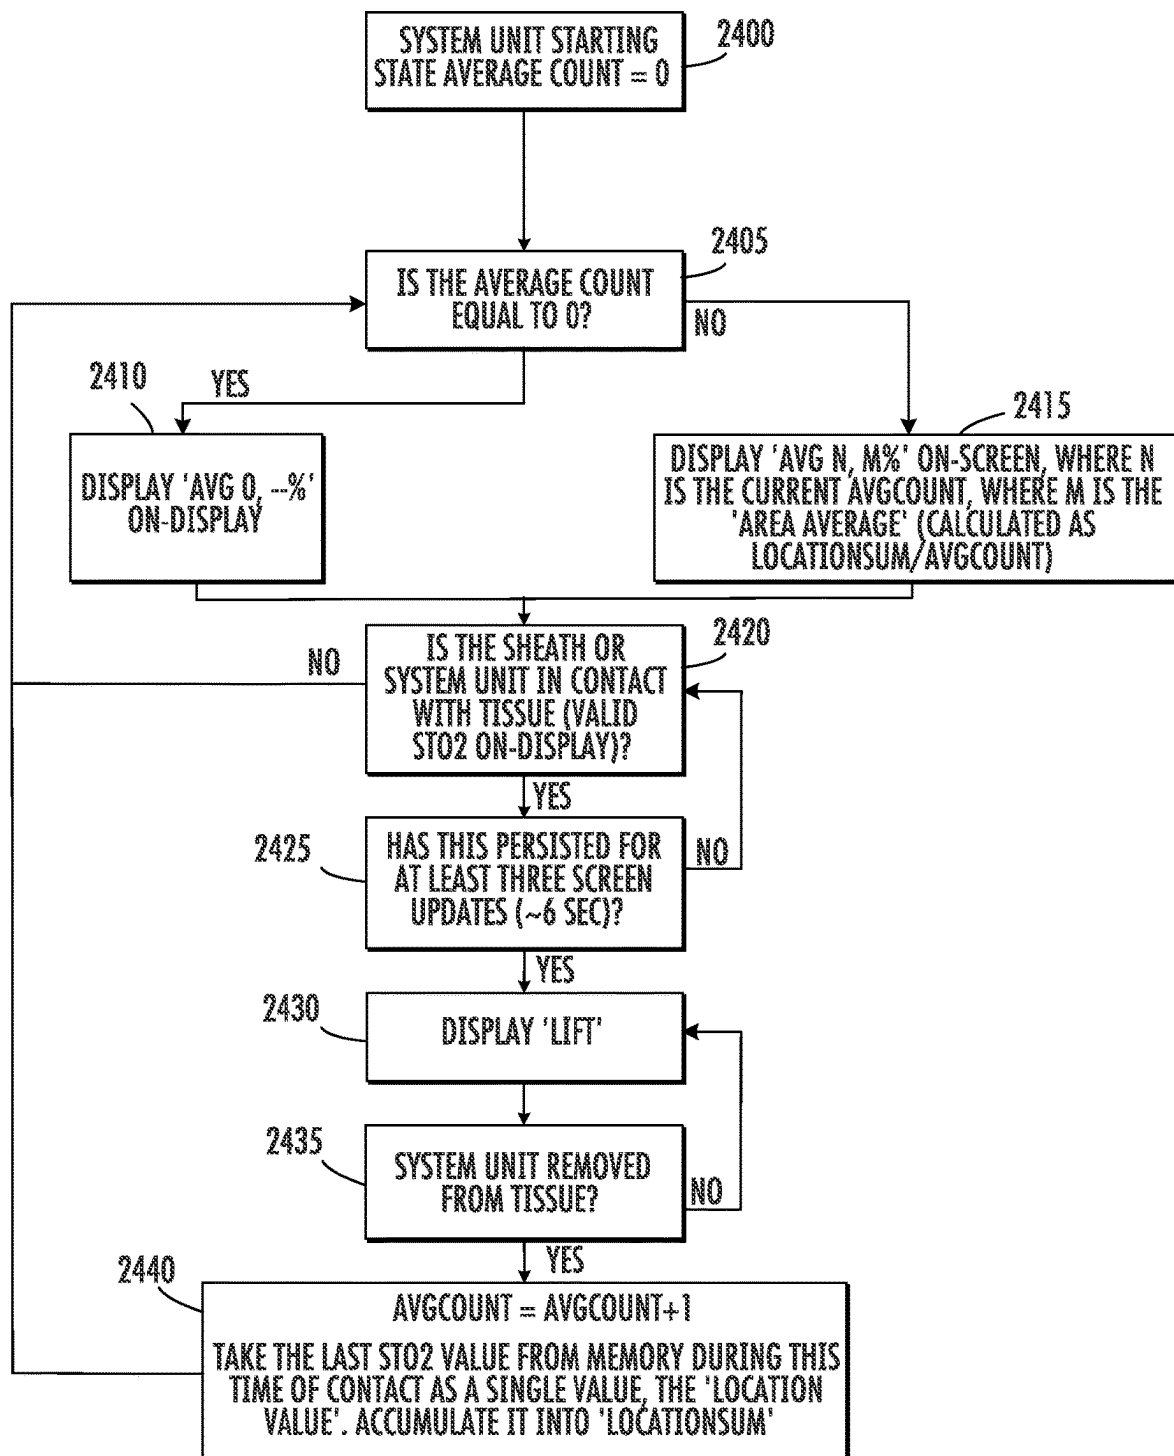 SYSTEM UNIT STARTING
STATE AVERAGE COUNT = 0
2400
IS THE AVERAGE COUNT
EQUAL TO 0?
2405
NO
YES
2410
DISPLAY 'AVG 0, --%'
ON-DISPLAY
2415
DISPLAY 'AVG N, M%' ON-SCREEN, WHERE N
IS THE CURRENT AVGCOUNT, WHERE M IS THE
'AREA AVERAGE' (CALCULATED AS
LOCATIONSUM/AVGCOUNT)
NO
IS THE SHEATH OR
SYSTEM UNIT IN CONTACT
WITH TISSUE (VALID
STO2 ON-DISPLAY)?
2420
YES
2425
HAS THIS PERSISTED FOR
AT LEAST THREE SCREEN
UPDATES (~6 SEC)?
NO
YES
2430
DISPLAY 'LIFT'
2435
SYSTEM UNIT REMOVED
FROM TISSUE?
NO
YES
2440
AVGCOUNT = AVGCOUNT+1
TAKE THE LAST STO2 VALUE FROM MEMORY DURING THIS
TIME OF CONTACT AS A SINGLE VALUE, THE 'LOCATION
VALUE'. ACCUMULATE IT INTO 'LOCATIONSUM'